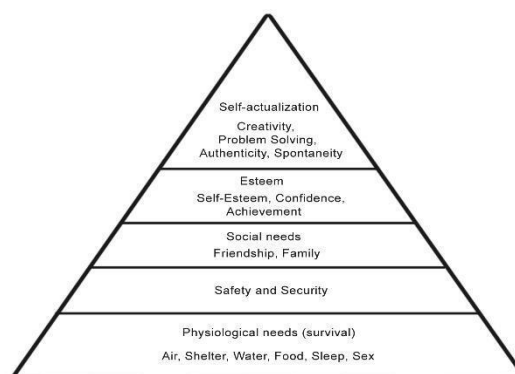 Self-actualization
Creativity,
Problem Solving,
Authenticity, Spontaneity
Esteem
Self-Esteem, Confidence,
Achievement
Social needs
Friendship, Family
Safety and Security
Physiological needs (survival)
Air, Shelter, Water, Food, Sleep, Sex